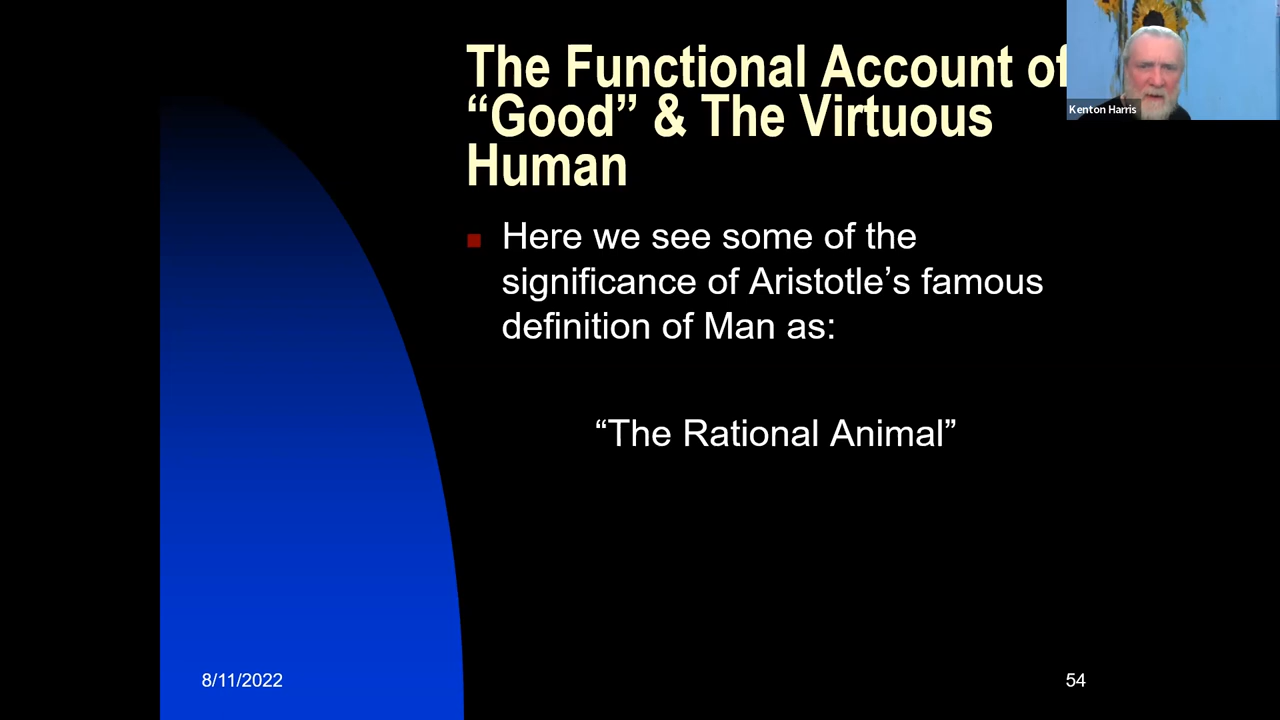 The Functional Account of
“Good” & The Virtuous
Human
Kenton Harris
Here we see some of the
significance of Aristotle’s famous
definition of Man as:
“The Rational Animal”
8/11/2022
54